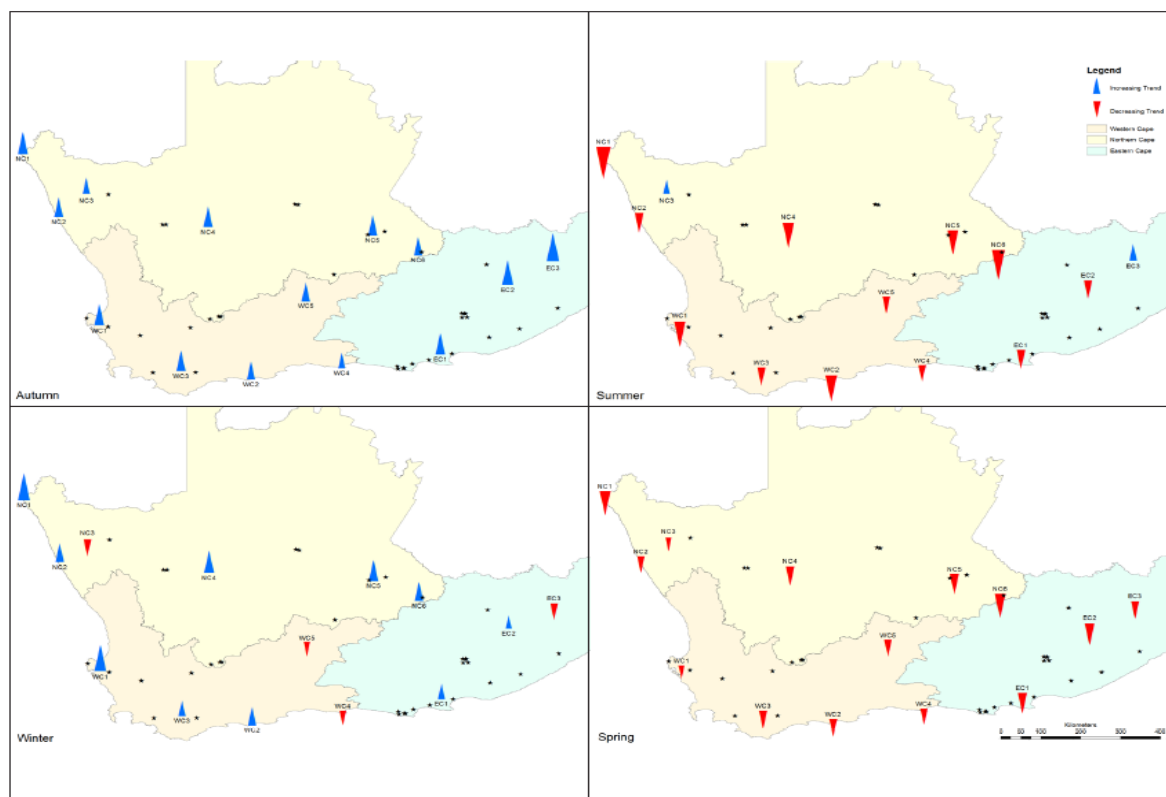 NC1
NC3
NC2
NC4
NC5
NC6
EC3
EC2
WC5
WC1
EC1
WC3
WC2
WC4
Autumn
Legend
Increasing Trend
Decreasing Trend
Western Cape
Northern Cape
Eastern Cape
NC1
NC3
NC2
NC4
NC5
NC6
EC3
EC2
WC5
WC1
EC1
WC3
WC2
WC4
Summer
NC1
NC3
NC2
NC4
NC5
NC6
EC3
EC2
WC5
WC1
EC1
WC3
WC2
WC4
Winter
NC1
NC3
NC2
NC4
NC5
NC6
EC3
EC2
WC5
WC1
EC1
WC3
WC2
WC4
Spring
Kilometers
0 50 100 200 300 400